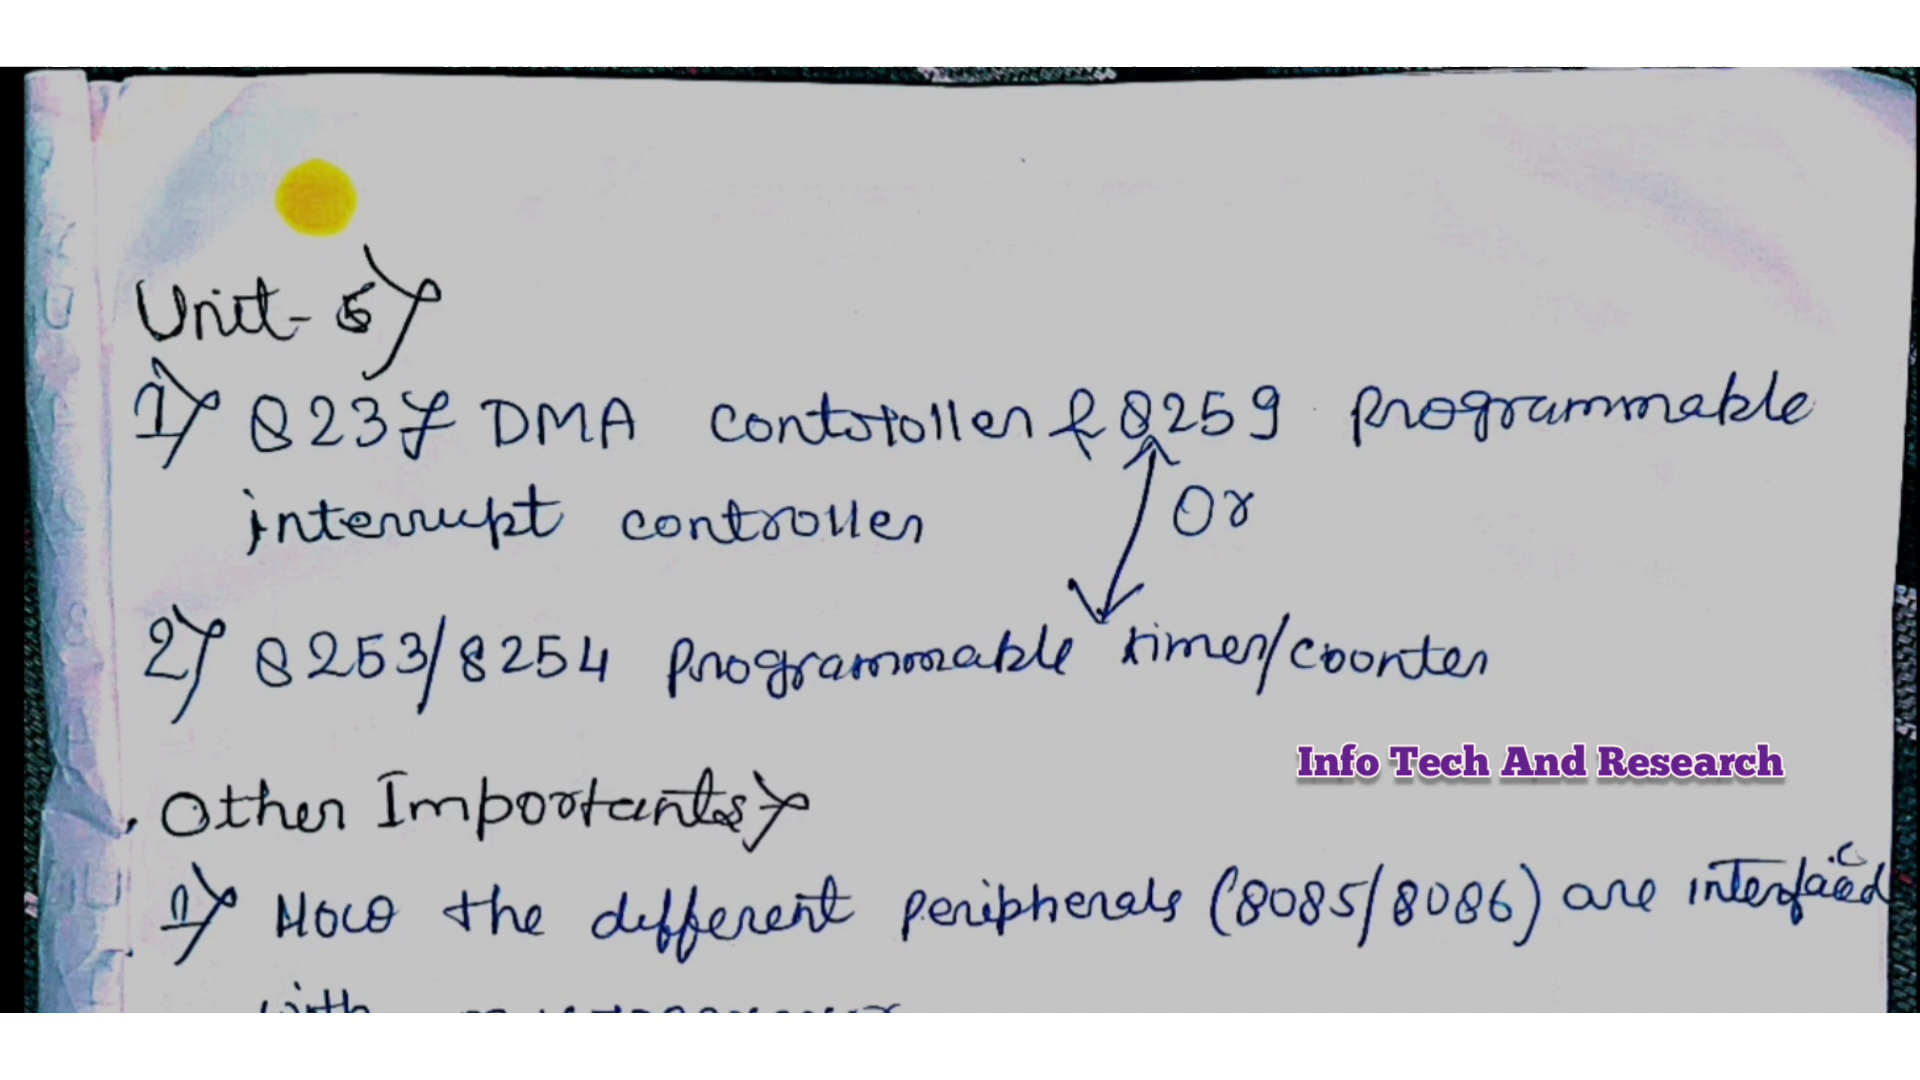 Unit-5)
1) 8237 DMA controller & 8259 Programmable
interrupt controller
Or
2) 8253/8254 Programmable timer/counter
Info Tech And Research
Other Importants)
1) How the different peripherals (8085/8086) are interfaced
with